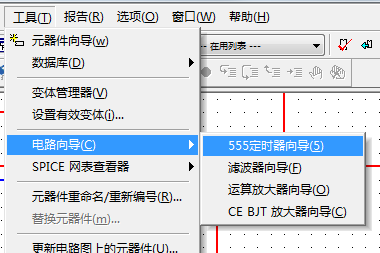 工具(T) 报告(R) 选项(O) 窗口(W) 帮助(H)
元器件向导(w)
-- 在用列表 --
数据库(D)
变体管理器(V)
设置有效变体(i)...
电路向导(C)
555定时器向导(5)
SPICE 网表查看器
滤波器向导(F)
运算放大器向导(O)
元器件重命名/重新编号(R)...
CE BJT 放大器向导(C)
替换元器件(m)...
更新电路图上的元器件(U)...